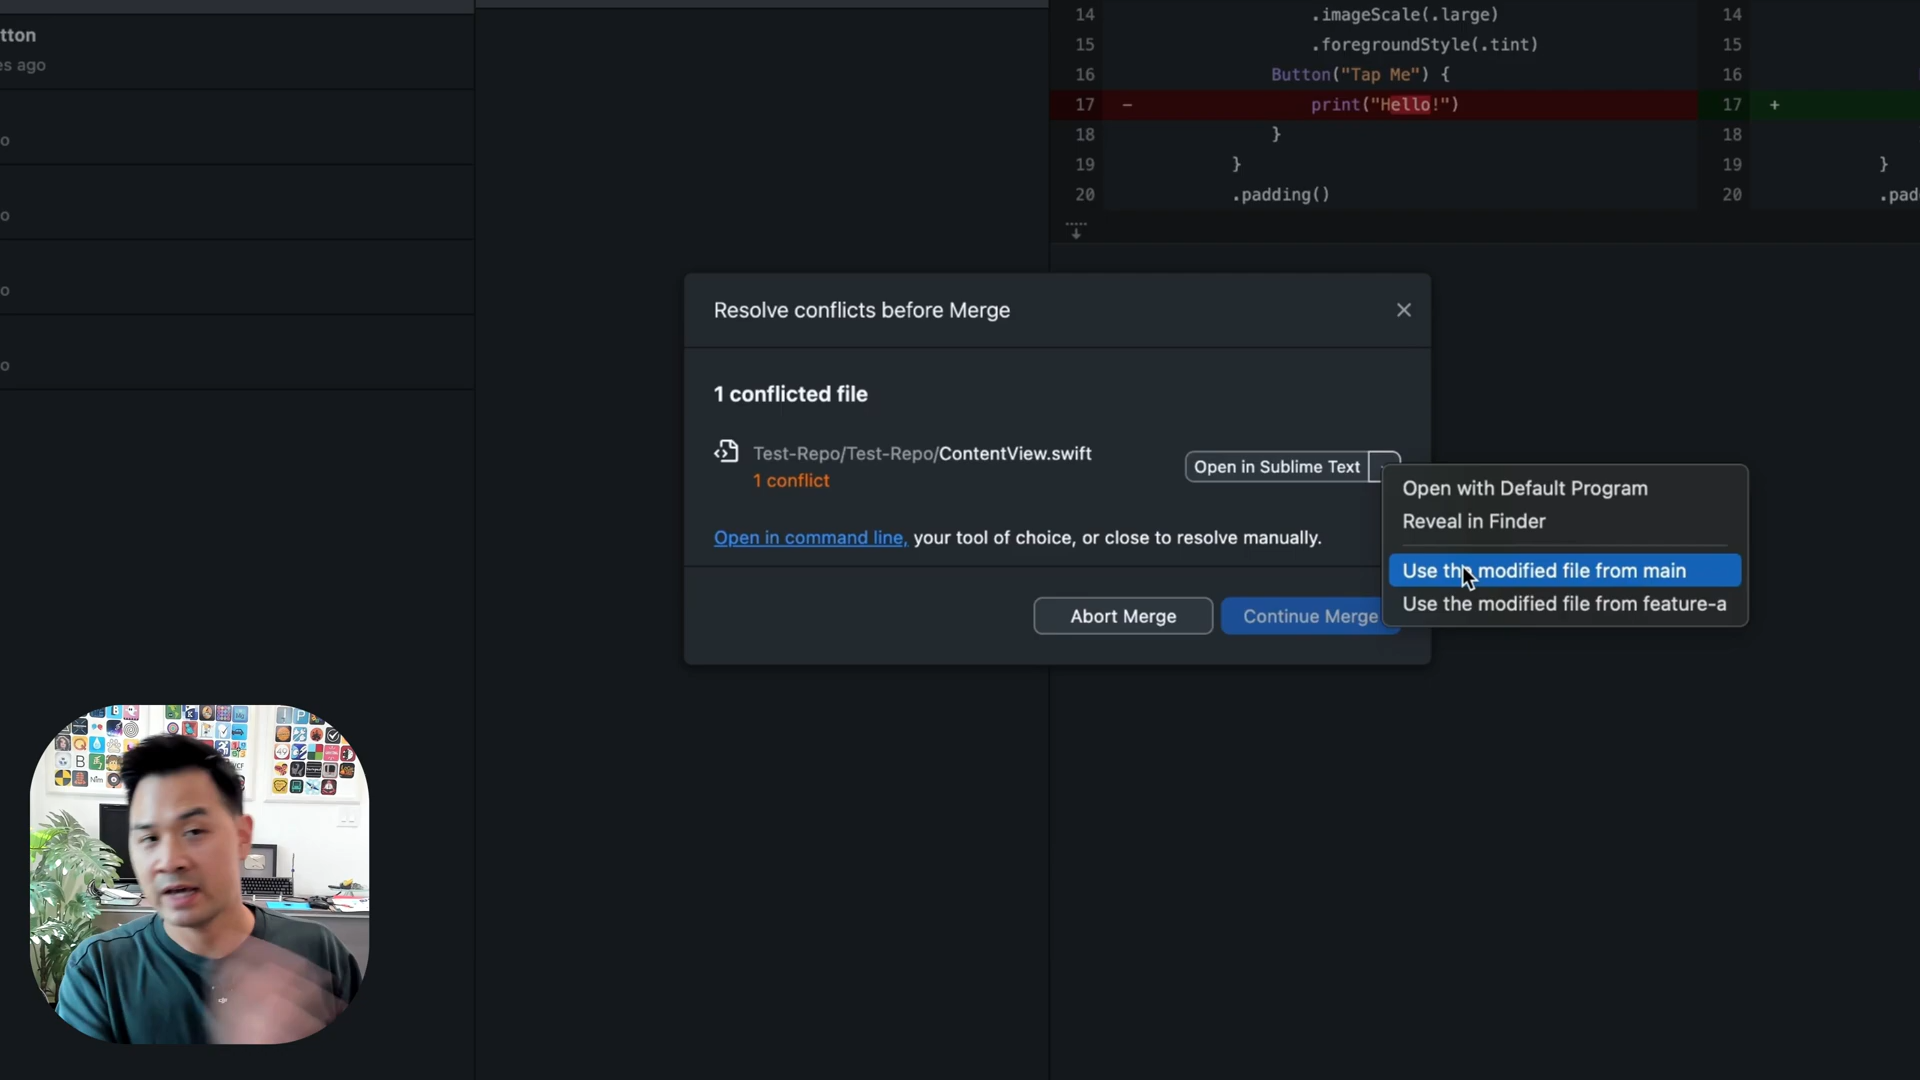 tton
es ago
o
o
o
o
14 .imageScale(.large) 14
15 .foregroundStyle(.tint) 15
16 Button("Tap Me") { 16
17 − print("Hello!") 17 +
18 } 18
19 } 19 }
20 .padding() 20 .pad
Resolve conflicts before Merge
1 conflicted file
Test-Repo/Test-Repo/ContentView.swift
1 conflict
Open in Sublime Text
Open with Default Program
Reveal in Finder
Open in command line, your tool of choice, or close to resolve manually.
Use the modified file from main
Use the modified file from feature-a
Abort Merge
Continue Merge